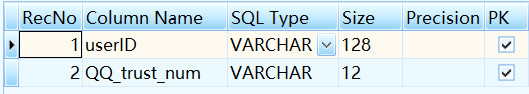 RecNo Column Name SQL Type Size Precision PK
1 userID VARCHAR 128
2 QQ_trust_num VARCHAR 12